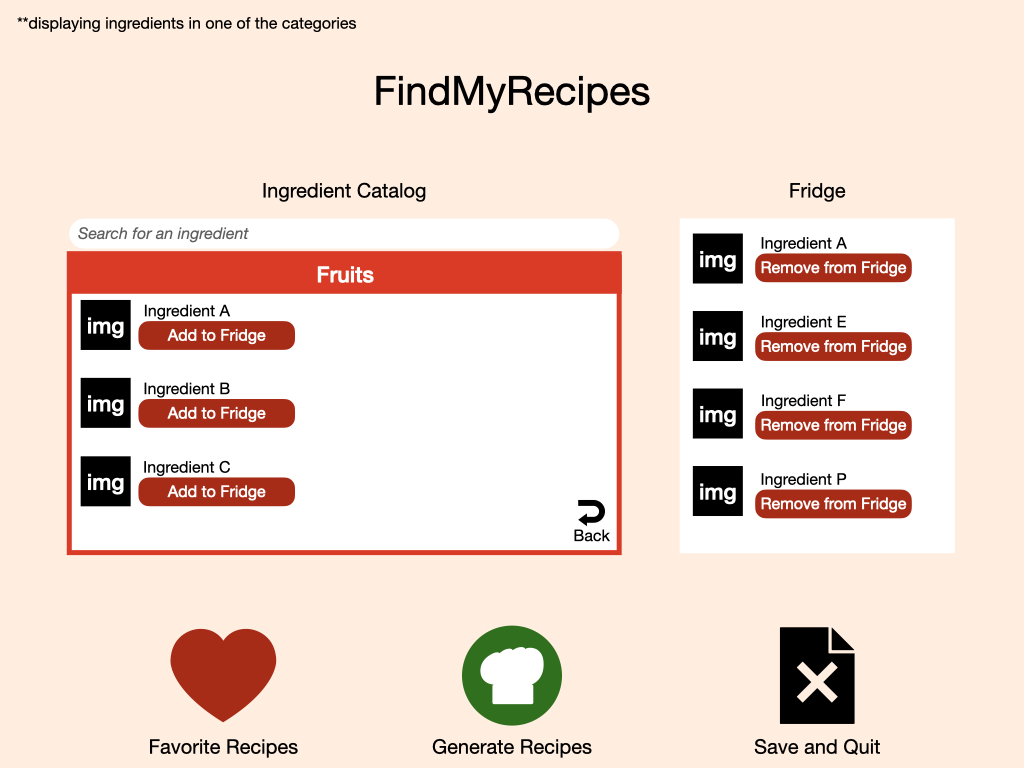 **displaying ingredients in one of the categories
FindMyRecipes
Ingredient Catalog
Search for an ingredient
Fruits
img
Ingredient A
Add to Fridge
img
Ingredient B
Add to Fridge
img
Ingredient C
Add to Fridge
Back
Fridge
img
Ingredient A
Remove from Fridge
img
Ingredient E
Remove from Fridge
img
Ingredient F
Remove from Fridge
img
Ingredient P
Remove from Fridge
Favorite Recipes
Generate Recipes
Save and Quit